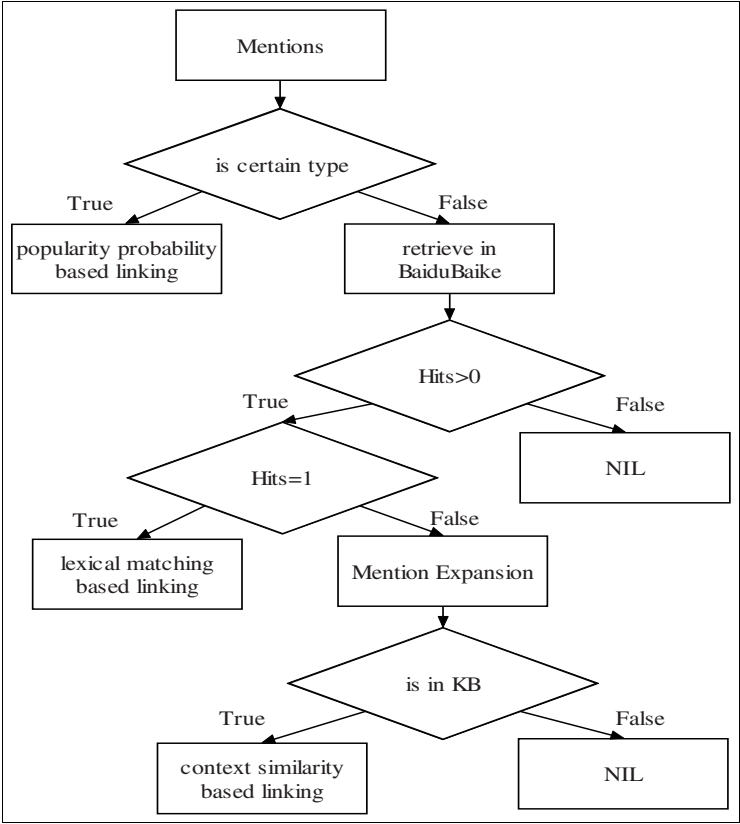 Mentions
is certain type
True
False
popularity probability
based linking
retrieve in
BaiduBaike
Hits>0
True
False
Hits=1
NIL
True
False
lexical matching
based linking
Mention Expansion
is in KB
True
False
context similarity
based linking
NIL